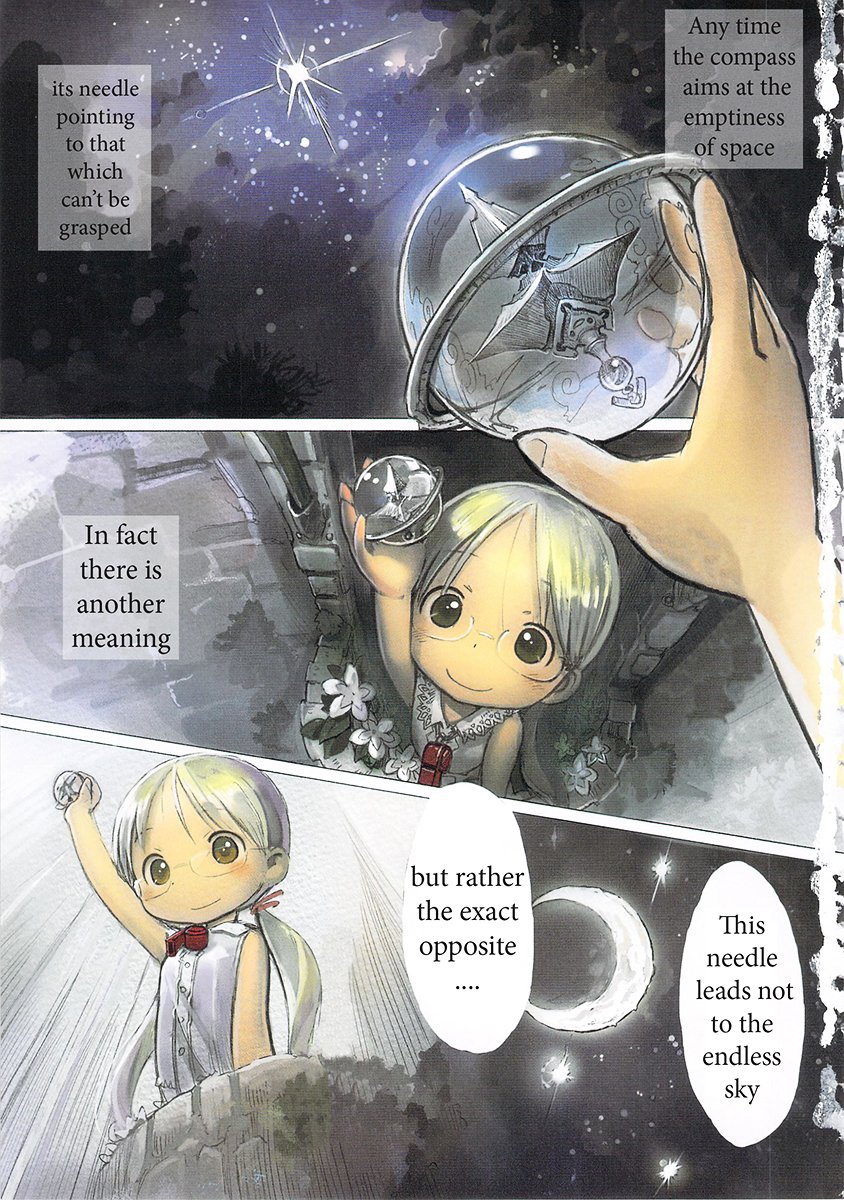 Any time
the compass
aims at the
emptiness
of space
its needle
pointing
to that
which
can't be
grasped
In fact
there is
another
meaning
This
needle
leads not
to the
endless
sky
but rather
the exact
opposite
....